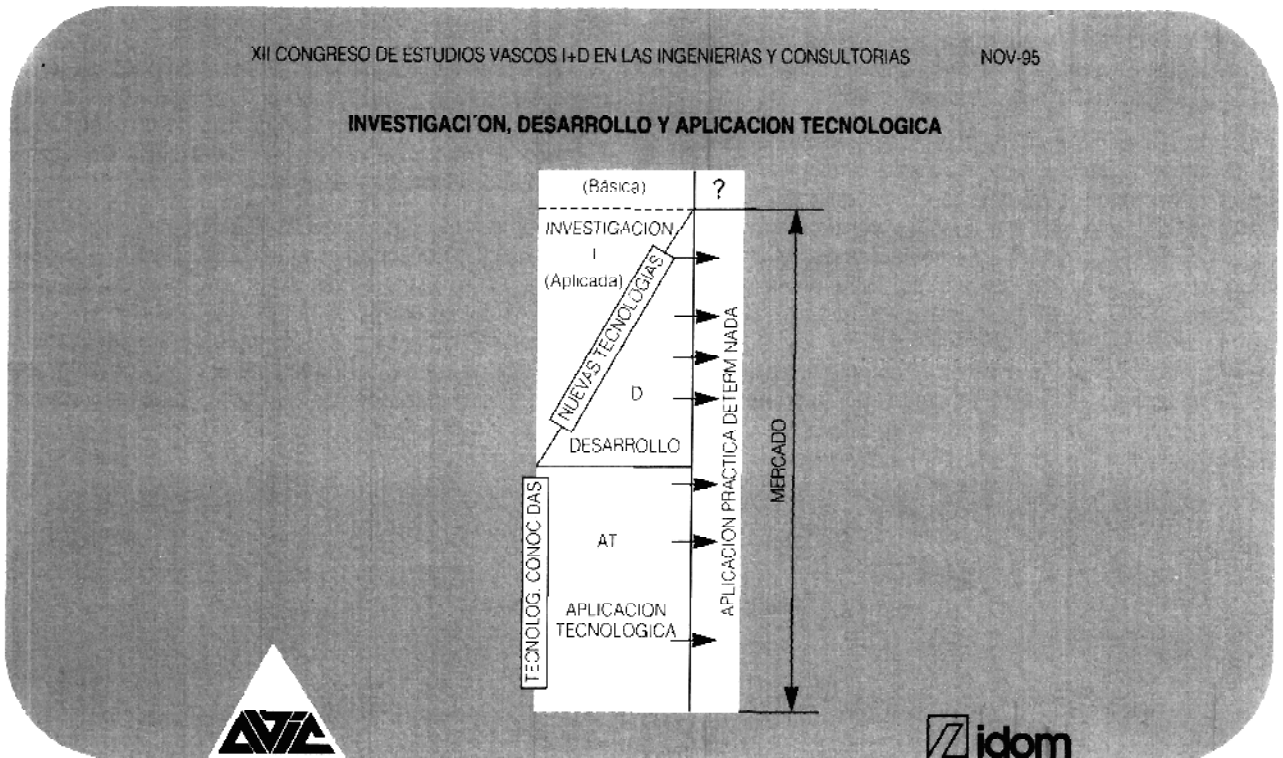 XII CONGRESO DE ESTUDIOS VASCOS I+D EN LAS INGENIERIAS Y CONSULTORIAS NOV-95
INVESTIGACI´ON, DESARROLLO Y APLICACION TECNOLOGICA
(Básica) ?
INVESTIGACION
I
(Aplicada)
NUEVAS TECNOLOGIAS
D
DESARROLLO
TECNOLOG. CONOC DAS
AT
APLICACION
TECNOLOGICA
APLICACION PRACTICA DETERM NADA
MERCADO
idom